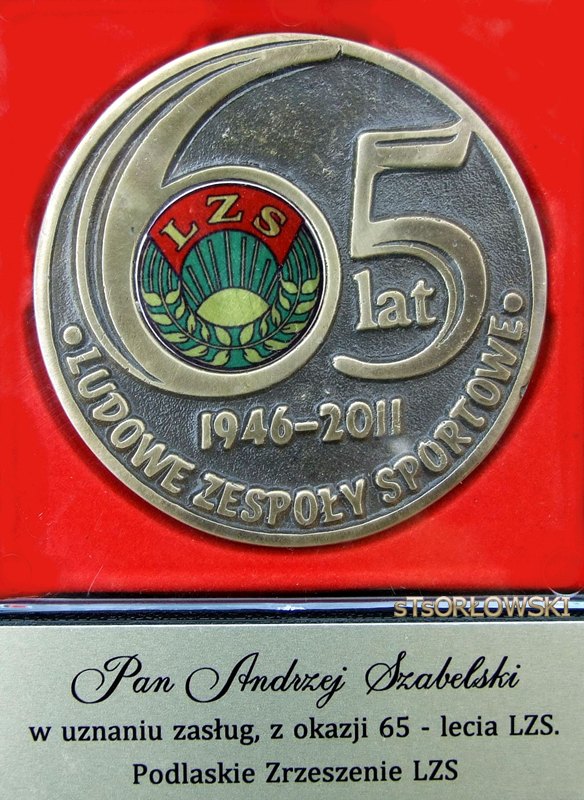 LZS
65
lat
1946-2011
• LUDOWE ZESPOŁY SPORTOWE •
sTsORŁOWSKI
Pan Andrzej Szabelski
w uznaniu zasług, z okazji 65 - lecia LZS.
Podlaskie Zrzeszenie LZS